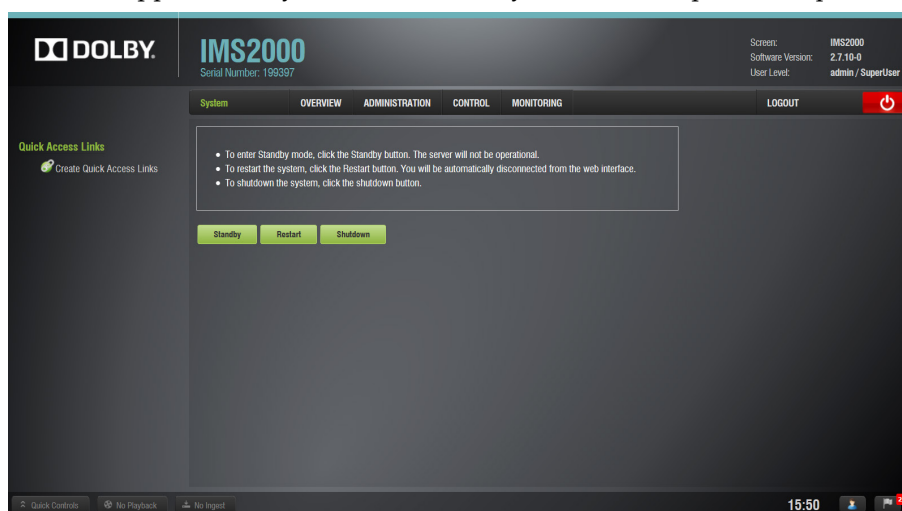 DOLBY.
IMS2000
Serial Number: 199397
Screen: IMS2000
Software Version: 2.7.10-0
User Level: admin / SuperUser
System OVERVIEW ADMINISTRATION CONTROL MONITORING LOGOUT
Quick Access Links
Create Quick Access Links
• To enter Standby mode, click the Standby button. The server will not be operational.
• To restart the system, click the Restart button. You will be automatically disconnected from the web interface.
• To shutdown the system, click the shutdown button.
Standby Restart Shutdown
Quick Controls No Playback No Ingest 15:50 2